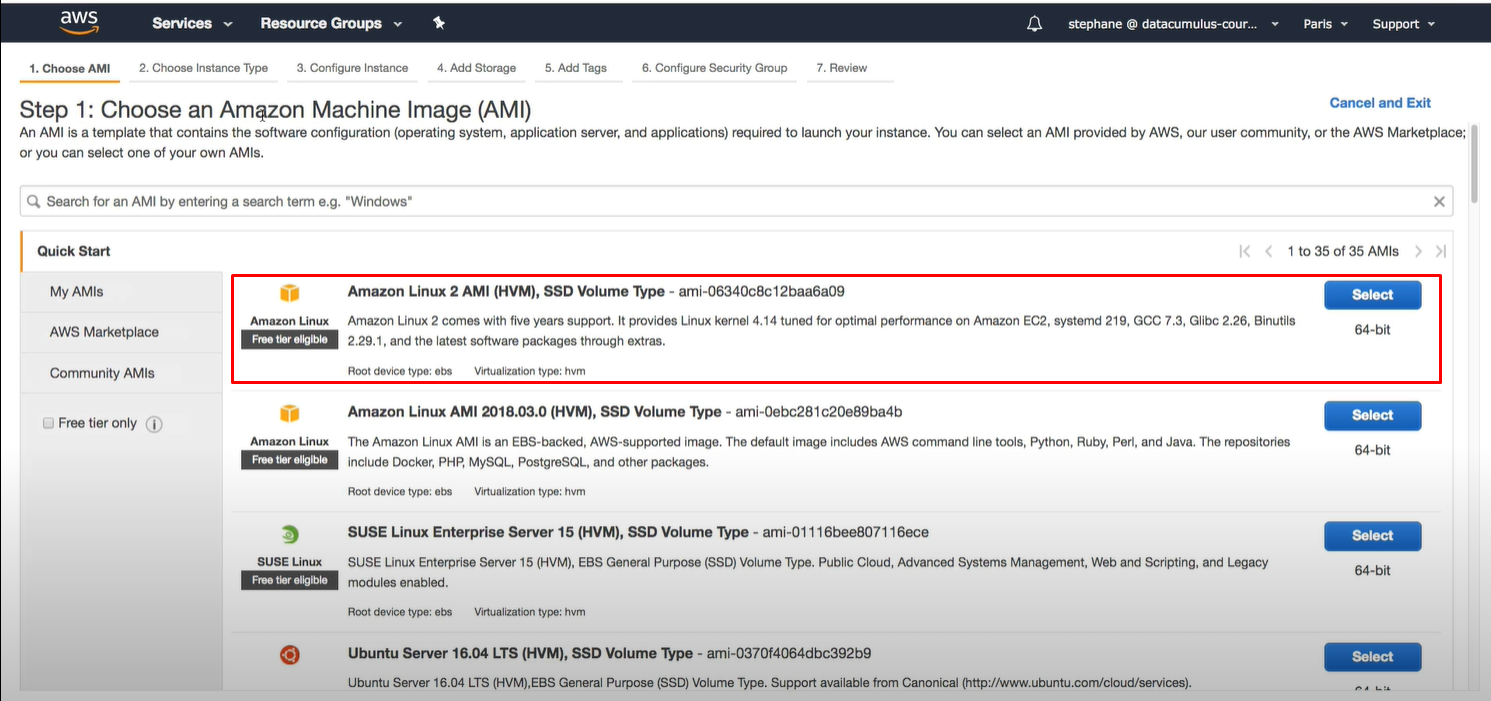 aws
Services
Resource Groups
stephane @ datacumulus-cour...
Paris
Support
1. Choose AMI
2. Choose Instance Type
3. Configure Instance
4. Add Storage
5. Add Tags
6. Configure Security Group
7. Review
Step 1: Choose an Amazon Machine Image (AMI)
Cancel and Exit
An AMI is a template that contains the software configuration (operating system, application server, and applications) required to launch your instance. You can select an AMI provided by AWS, our user community, or the AWS Marketplace;
or you can select one of your own AMIs.
Search for an AMI by entering a search term e.g. "Windows"
Quick Start
1 to 35 of 35 AMIs
My AMIs
AWS Marketplace
Community AMIs
Free tier only
Amazon Linux
Free tier eligible
Amazon Linux 2 AMI (HVM), SSD Volume Type - ami-06340c8c12baa6a09
Amazon Linux 2 comes with five years support. It provides Linux kernel 4.14 tuned for optimal performance on Amazon EC2, systemd 219, GCC 7.3, Glibc 2.26, Binutils
2.29.1, and the latest software packages through extras.
Root device type: ebs Virtualization type: hvm
Select
64-bit
Amazon Linux
Free tier eligible
Amazon Linux AMI 2018.03.0 (HVM), SSD Volume Type - ami-0ebc281c20e89ba4b
The Amazon Linux AMI is an EBS-backed, AWS-supported image. The default image includes AWS command line tools, Python, Ruby, Perl, and Java. The repositories
include Docker, PHP, MySQL, PostgreSQL, and other packages.
Root device type: ebs Virtualization type: hvm
Select
64-bit
SUSE Linux
Free tier eligible
SUSE Linux Enterprise Server 15 (HVM), SSD Volume Type - ami-01116bee807116ece
SUSE Linux Enterprise Server 15 (HVM), EBS General Purpose (SSD) Volume Type. Public Cloud, Advanced Systems Management, Web and Scripting, and Legacy
modules enabled.
Root device type: ebs Virtualization type: hvm
Select
64-bit
Ubuntu Server 16.04 LTS (HVM), SSD Volume Type - ami-0370f4064dbc392b9
Ubuntu Server 16.04 LTS (HVM),EBS General Purpose (SSD) Volume Type. Support available from Canonical (http://www.ubuntu.com/cloud/services).
Select